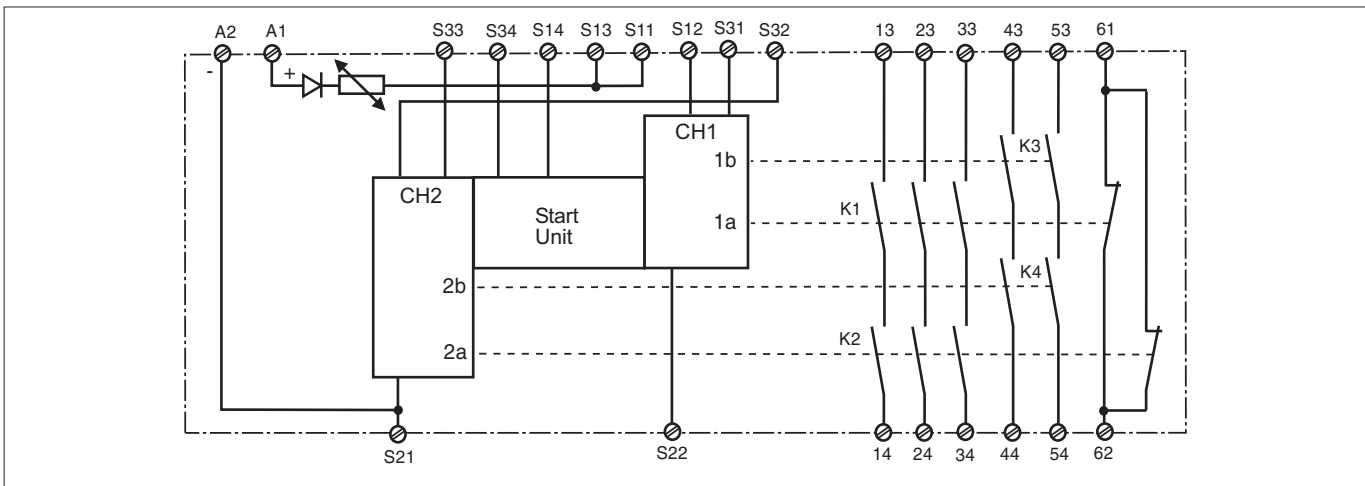 A2 A1 S33 S34 S14 S13 S11 S12 S31 S32 13 23 33 43 53 61
- +
CH1
1b K3
CH2
Start
Unit
1a K1
2b K4
2a K2
S21 S22 14 24 34 44 54 62